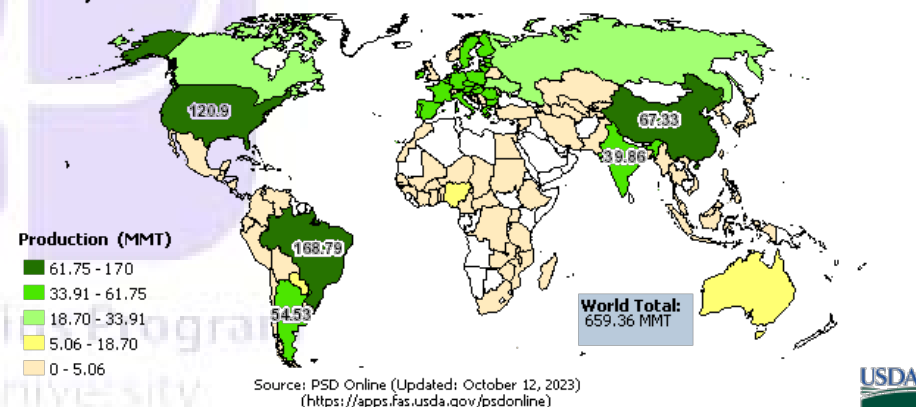 120.9
67.33
39.86
168.79
54.53
Production (MMT)
61.75 - 170
33.91 - 61.75
18.70 - 33.91
5.06 - 18.70
0 - 5.06
World Total:
659.36 MMT
Source: PSD Online (Updated: October 12, 2023)
(https://apps.fas.usda.gov/psdonline)
USDA